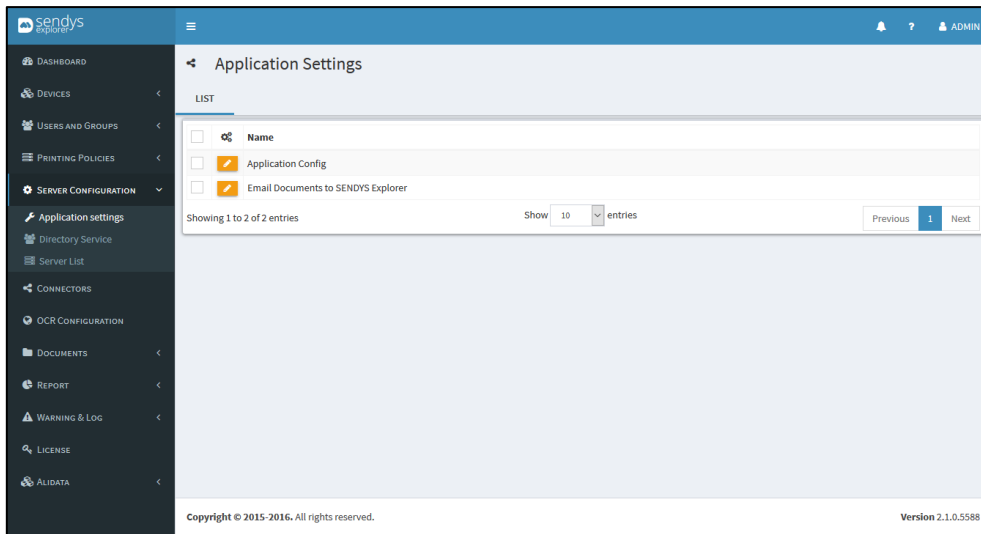 sendys
explorer
? ADMIN
DASHBOARD
DEVICES
USERS AND GROUPS
PRINTING POLICIES
SERVER CONFIGURATION
Application settings
Directory Service
Server List
CONNECTORS
OCR CONFIGURATION
DOCUMENTS
REPORT
WARNING & LOG
LICENSE
ALIDATA
Application Settings
LIST
Name
Application Config
Email Documents to SENDYS Explorer
Showing 1 to 2 of 2 entries
Show 10 entries
Previous 1 Next
Copyright © 2015-2016. All rights reserved.
Version 2.1.0.5588